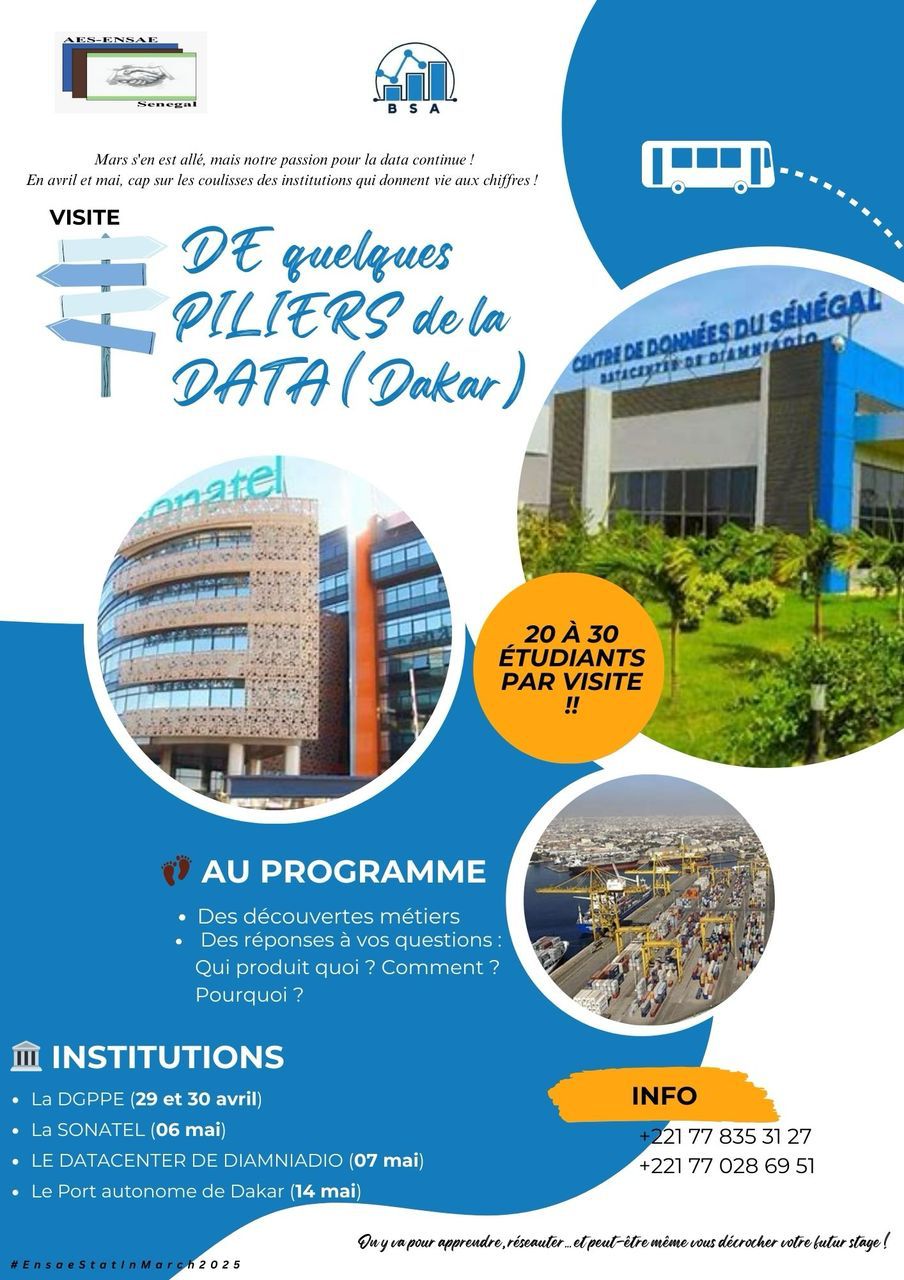 AES-ENSAE
Senegal
BSA
Mars s'en est allé, mais notre passion pour la data continue !
En avril et mai, cap sur les coulisses des institutions qui donnent vie aux chiffres !
VISITE
DE quelques
PILIERS de la
DATA ( Dakar )
CENTRE DE DONNÉES DU SÉNÉGAL
DATACENTER DE DIAMNIADIO
sonatel
20 À 30
ÉTUDIANTS
PAR VISITE
!!
AU PROGRAMME
• Des découvertes métiers
• Des réponses à vos questions :
Qui produit quoi ? Comment ?
Pourquoi ?
INSTITUTIONS
• La DGPPE (29 et 30 avril)
• La SONATEL (06 mai)
• LE DATACENTER DE DIAMNIADIO (07 mai)
• Le Port autonome de Dakar (14 mai)
INFO
+221 77 835 31 27
+221 77 028 69 51
On y va pour apprendre, réseauter... et peut-être même vous décrocher votre futur stage !
#EnsaeStatInMarch2025